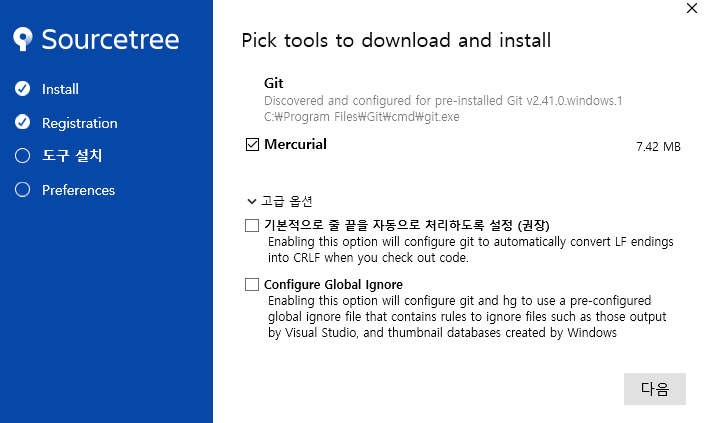 Sourcetree
Install
Registration
도구 설치
Preferences
Pick tools to download and install
Git
Discovered and configured for pre-installed Git v2.41.0.windows.1
C:₩Program Files₩Git₩cmd₩git.exe
Mercurial 7.42 MB
고급 옵션
기본적으로 줄 끝을 자동으로 처리하도록 설정 (권장)
Enabling this option will configure git to automatically convert LF endings
into CRLF when you check out code.
Configure Global Ignore
Enabling this option will configure git and hg to use a pre-configured
global ignore file that contains rules to ignore files such as those output
by Visual Studio, and thumbnail databases created by Windows
다음